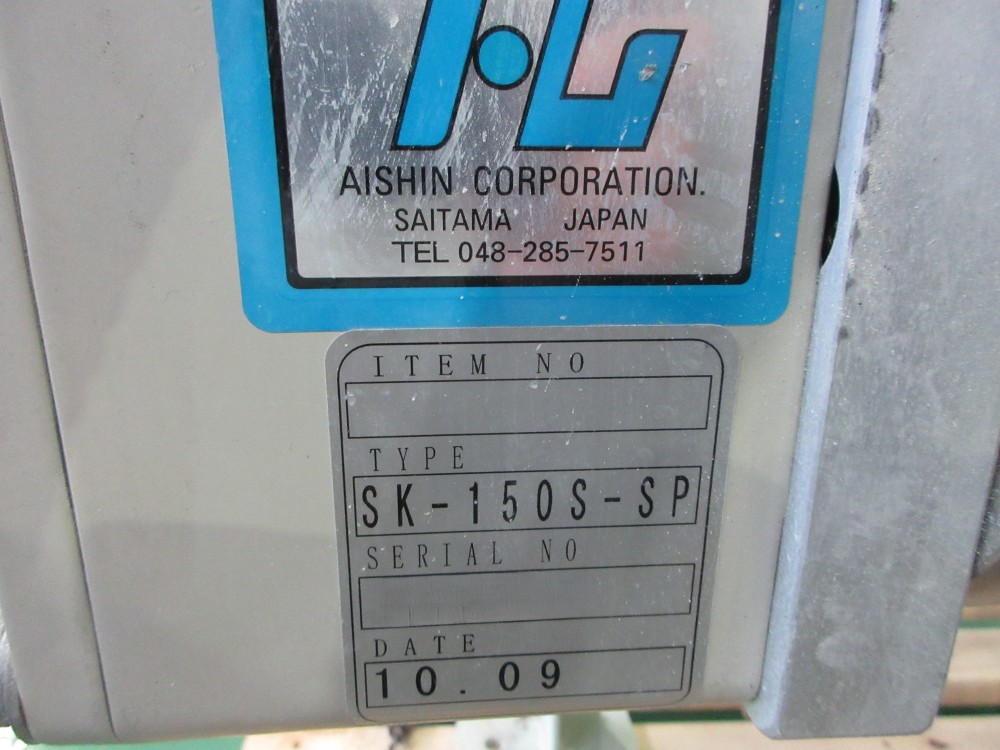 AISHIN CORPORATION.
SAITAMA JAPAN
TEL 048-285-7511
ITEM NO
TYPE
SK-150S-SP
SERIAL NO
DATE
10.09